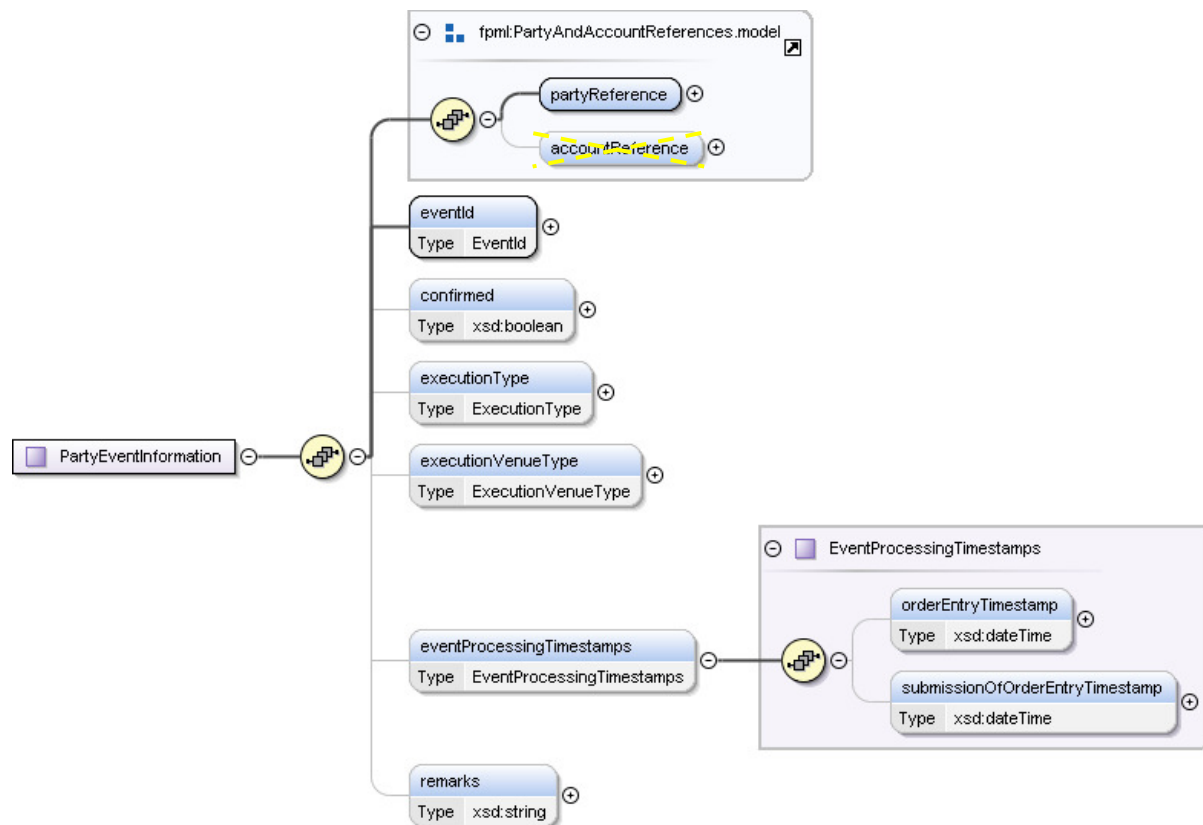 fpml:PartyAndAccountReferences.model
partyReference
accountReference
eventId
Type EventId
confirmed
Type xsd:boolean
executionType
Type ExecutionType
PartyEventInformation
executionVenueType
Type ExecutionVenueType
EventProcessingTimestamps
orderEntryTimestamp
Type xsd:dateTime
eventProcessingTimestamps
Type EventProcessingTimestamps
submissionOfOrderEntryTimestamp
Type xsd:dateTime
remarks
Type xsd:string